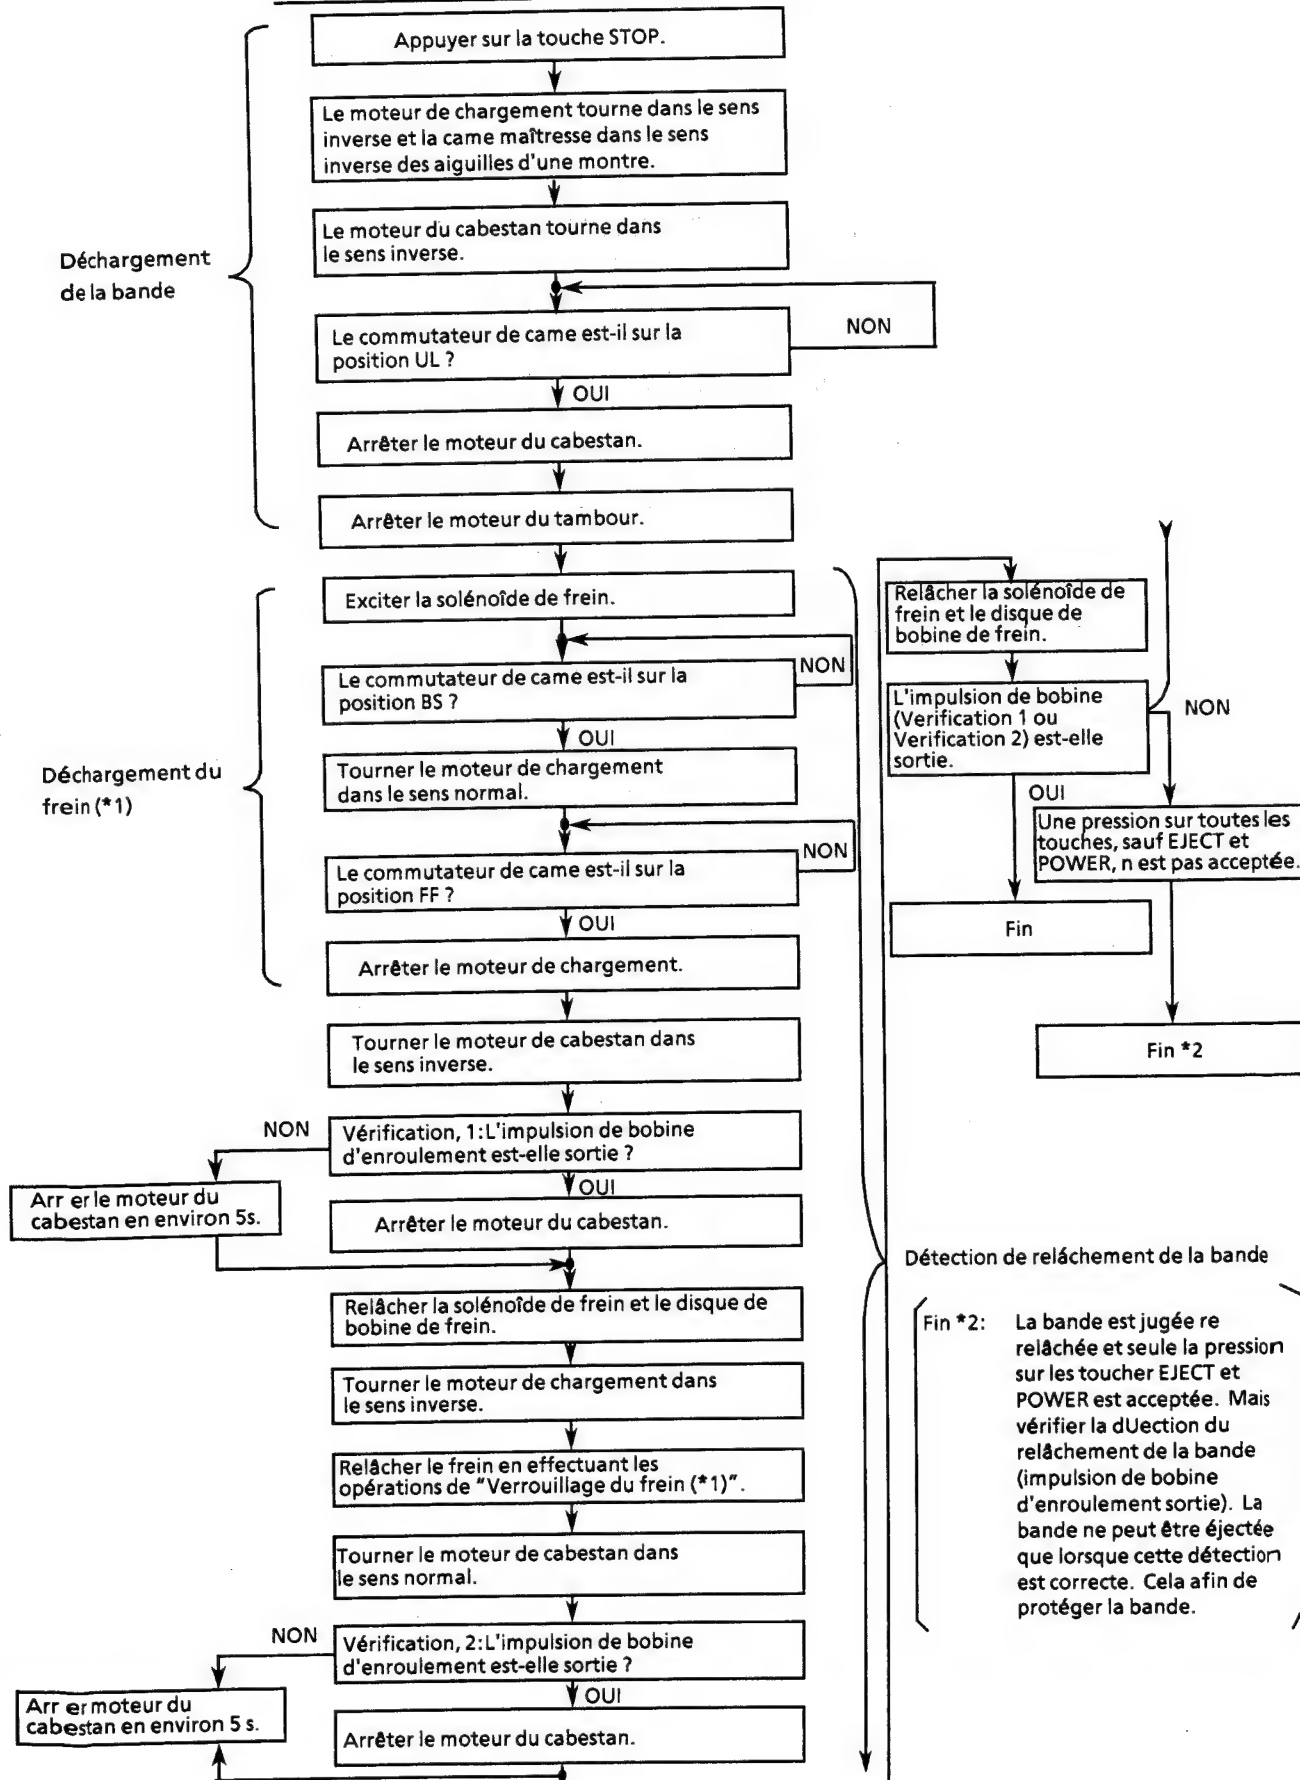 Appuyer sur la touche STOP.
Le moteur de chargement tourne dans le sens
inverse et la came maîtresse dans le sens
inverse des aiguilles d'une montre.
Le moteur du cabestan tourne dans
le sens inverse.
Déchargement
de la bande
Le commutateur de came est-il sur la
position UL ?
NON
OUI
Arrêter le moteur du cabestan.
Arrêter le moteur du tambour.
Exciter la solénoîde de frein.
NON
Le commutateur de came est-il sur la
position BS ?
OUI
Déchargement du
frein (*1)
Tourner le moteur de chargement
dans le sens normal.
NON
Le commutateur de came est-il sur la
position FF ?
OUI
Arrêter le moteur de chargement.
Tourner le moteur de cabestan dans
le sens inverse.
NON
Vérification, 1:L'impulsion de bobine
d'enroulement est-elle sortie ?
OUI
Arr er le moteur du
cabestan en environ 5s.
Arrêter le moteur du cabestan.
Relâcher la solénoîde de frein et le disque de
bobine de frein.
Tourner le moteur de chargement dans
le sens inverse.
Relâcher le frein en effectuant les
opérations de "Verrouillage du frein (*1)".
Tourner le moteur de cabestan dans
le sens normal.
NON
Vérification, 2:L'impulsion de bobine
d'enroulement est-elle sortie ?
OUI
Arr er moteur du
cabestan en environ 5 s.
Arrêter le moteur du cabestan.
Relâcher la solénoîde de
frein et le disque de
bobine de frein.
L'impulsion de bobine
(Verification 1 ou
Verification 2) est-elle
sortie.
NON
OUI
Une pression sur toutes les
touches, sauf EJECT et
POWER, n est pas acceptée.
Fin
Fin *2
Détection de relâchement de la bande
Fin *2: La bande est jugée re
relâchée et seule la pression
sur les toucher EJECT et
POWER est acceptée. Mais
vérifier la dUection du
relâchement de la bande
(impulsion de bobine
d'enroulement sortie). La
bande ne peut être éjectée
que lorsque cette détection
est correcte. Cela afin de
protéger la bande.